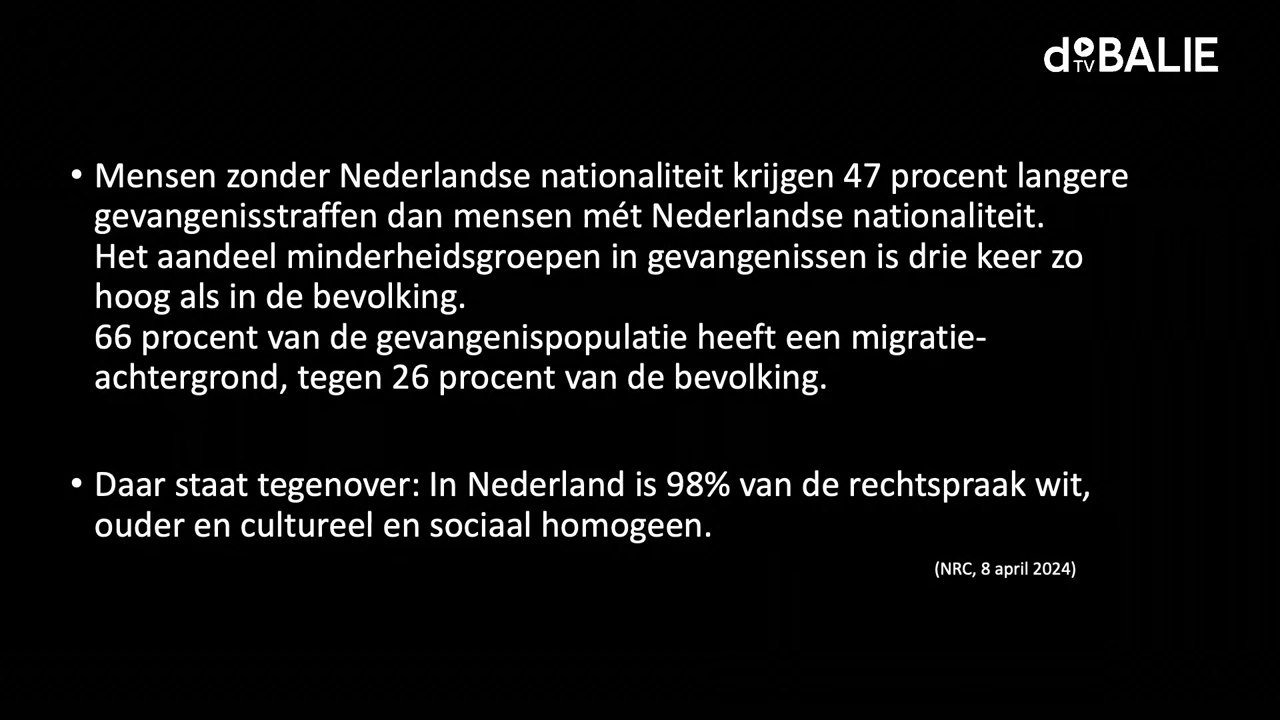 de TV BALIE
• Mensen zonder Nederlandse nationaliteit krijgen 47 procent langere
gevangenisstraffen dan mensen mét Nederlandse nationaliteit.
Het aandeel minderheidsgroepen in gevangenissen is drie keer zo
hoog als in de bevolking.
66 procent van de gevangenispopulatie heeft een migratie-
achtergrond, tegen 26 procent van de bevolking.
• Daar staat tegenover: In Nederland is 98% van de rechtspraak wit,
ouder en cultureel en sociaal homogeen.
(NRC, 8 april 2024)